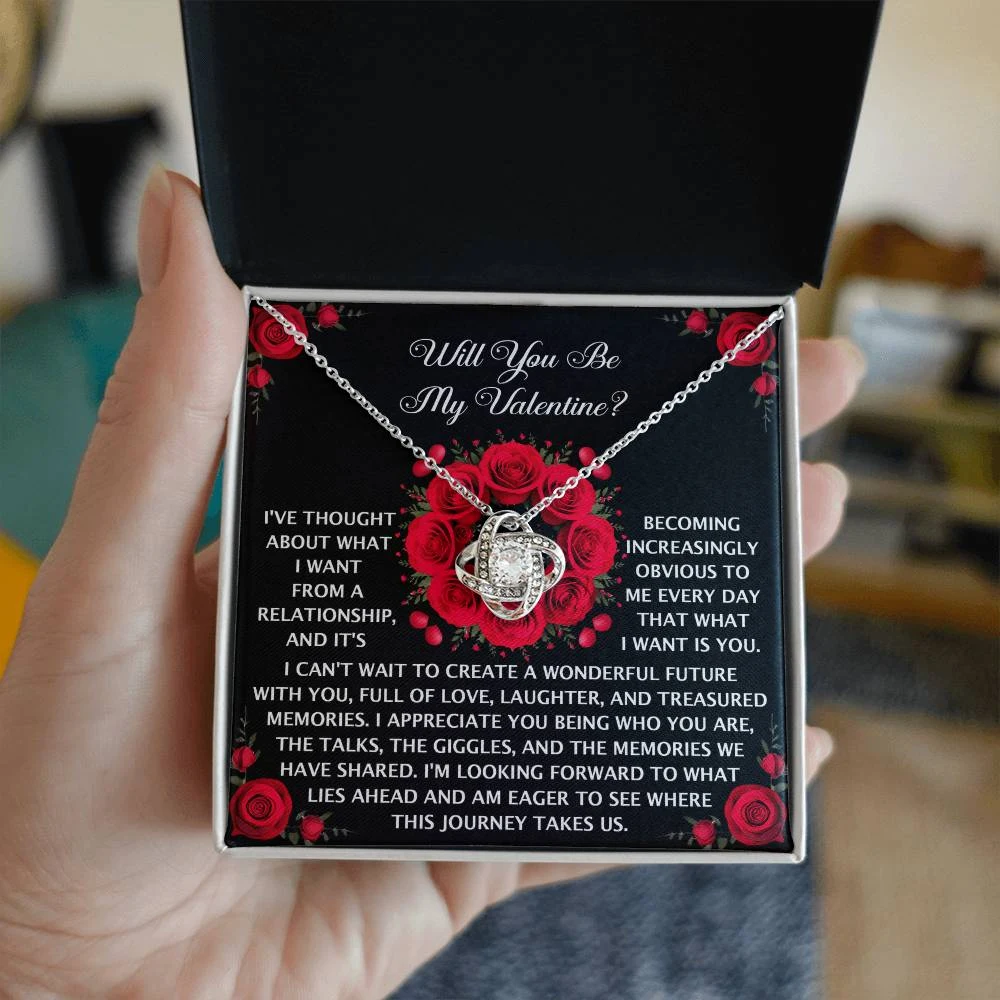 Will You Be
My Valentine?
I'VE THOUGHT
ABOUT WHAT
I WANT
FROM A
RELATIONSHIP,
AND IT'S
BECOMING
INCREASINGLY
OBVIOUS TO
ME EVERY DAY
THAT WHAT
I WANT IS YOU.
I CAN'T WAIT TO CREATE A WONDERFUL FUTURE
WITH YOU, FULL OF LOVE, LAUGHTER, AND TREASURED
MEMORIES. I APPRECIATE YOU BEING WHO YOU ARE,
THE TALKS, THE GIGGLES, AND THE MEMORIES WE
HAVE SHARED. I'M LOOKING FORWARD TO WHAT
LIES AHEAD AND AM EAGER TO SEE WHERE
THIS JOURNEY TAKES US.